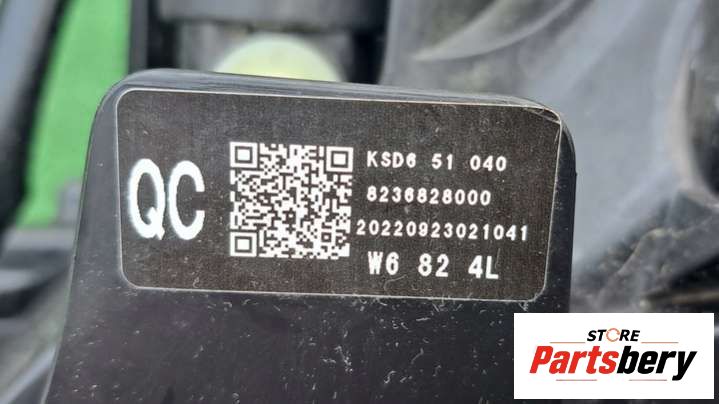 QC
KSD6 51 040
8236828000
20220923021041
W6 82 4L
STORE
Partsbery